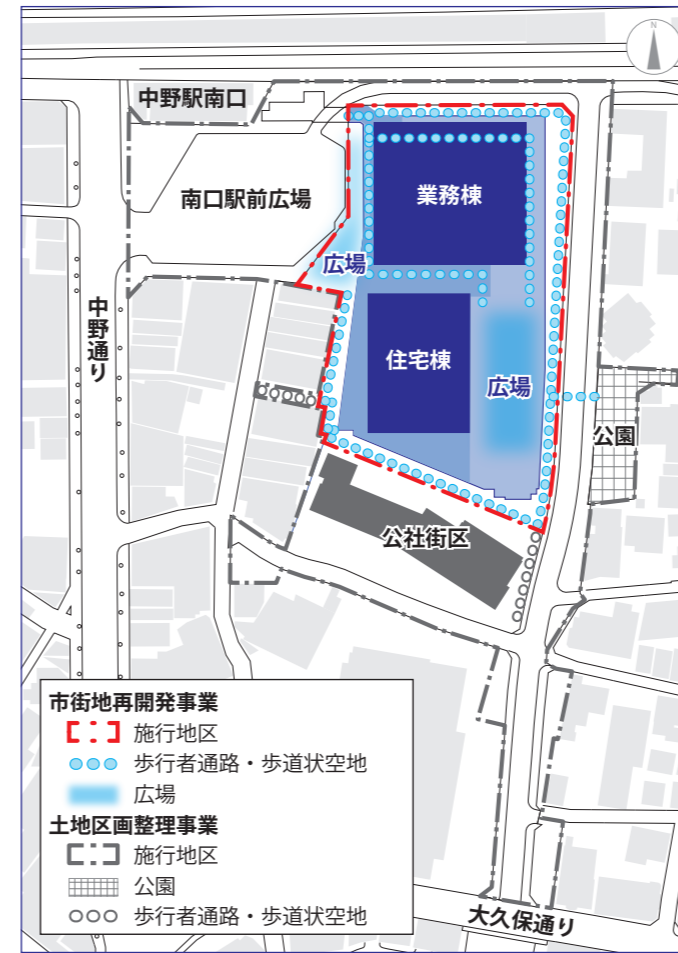 N
中野駅南口
南口駅前広場
業務棟
広場
中野通り
住宅棟
広場
公園
公社街区
市街地再開発事業
施行地区
歩行者通路・歩道状空地
広場
土地区画整理事業
施行地区
公園
歩行者通路・歩道状空地
大久保通り